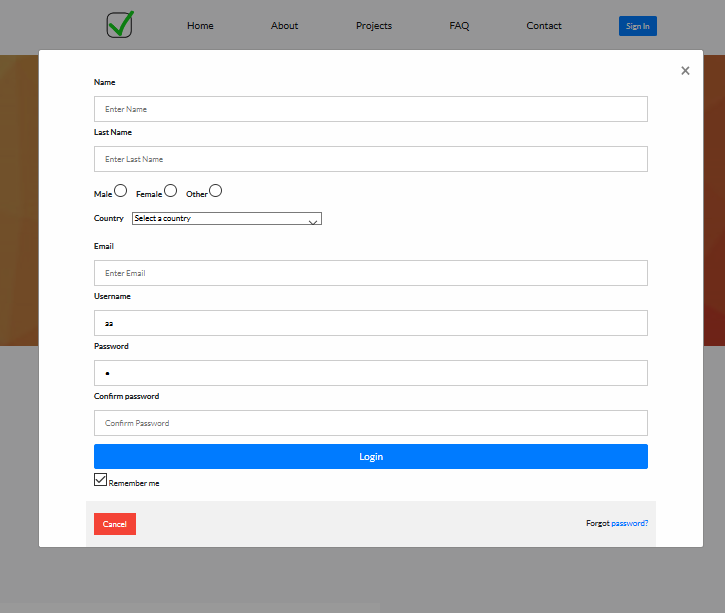 Home About Projects FAQ Contact Sign In
×
Name
Enter Name
Last Name
Enter Last Name
Male Female Other
Country Select a country
Email
Enter Email
Username
aa
Password
•
Confirm password
Confirm Password
Login
Remember me
Cancel Forgot password?